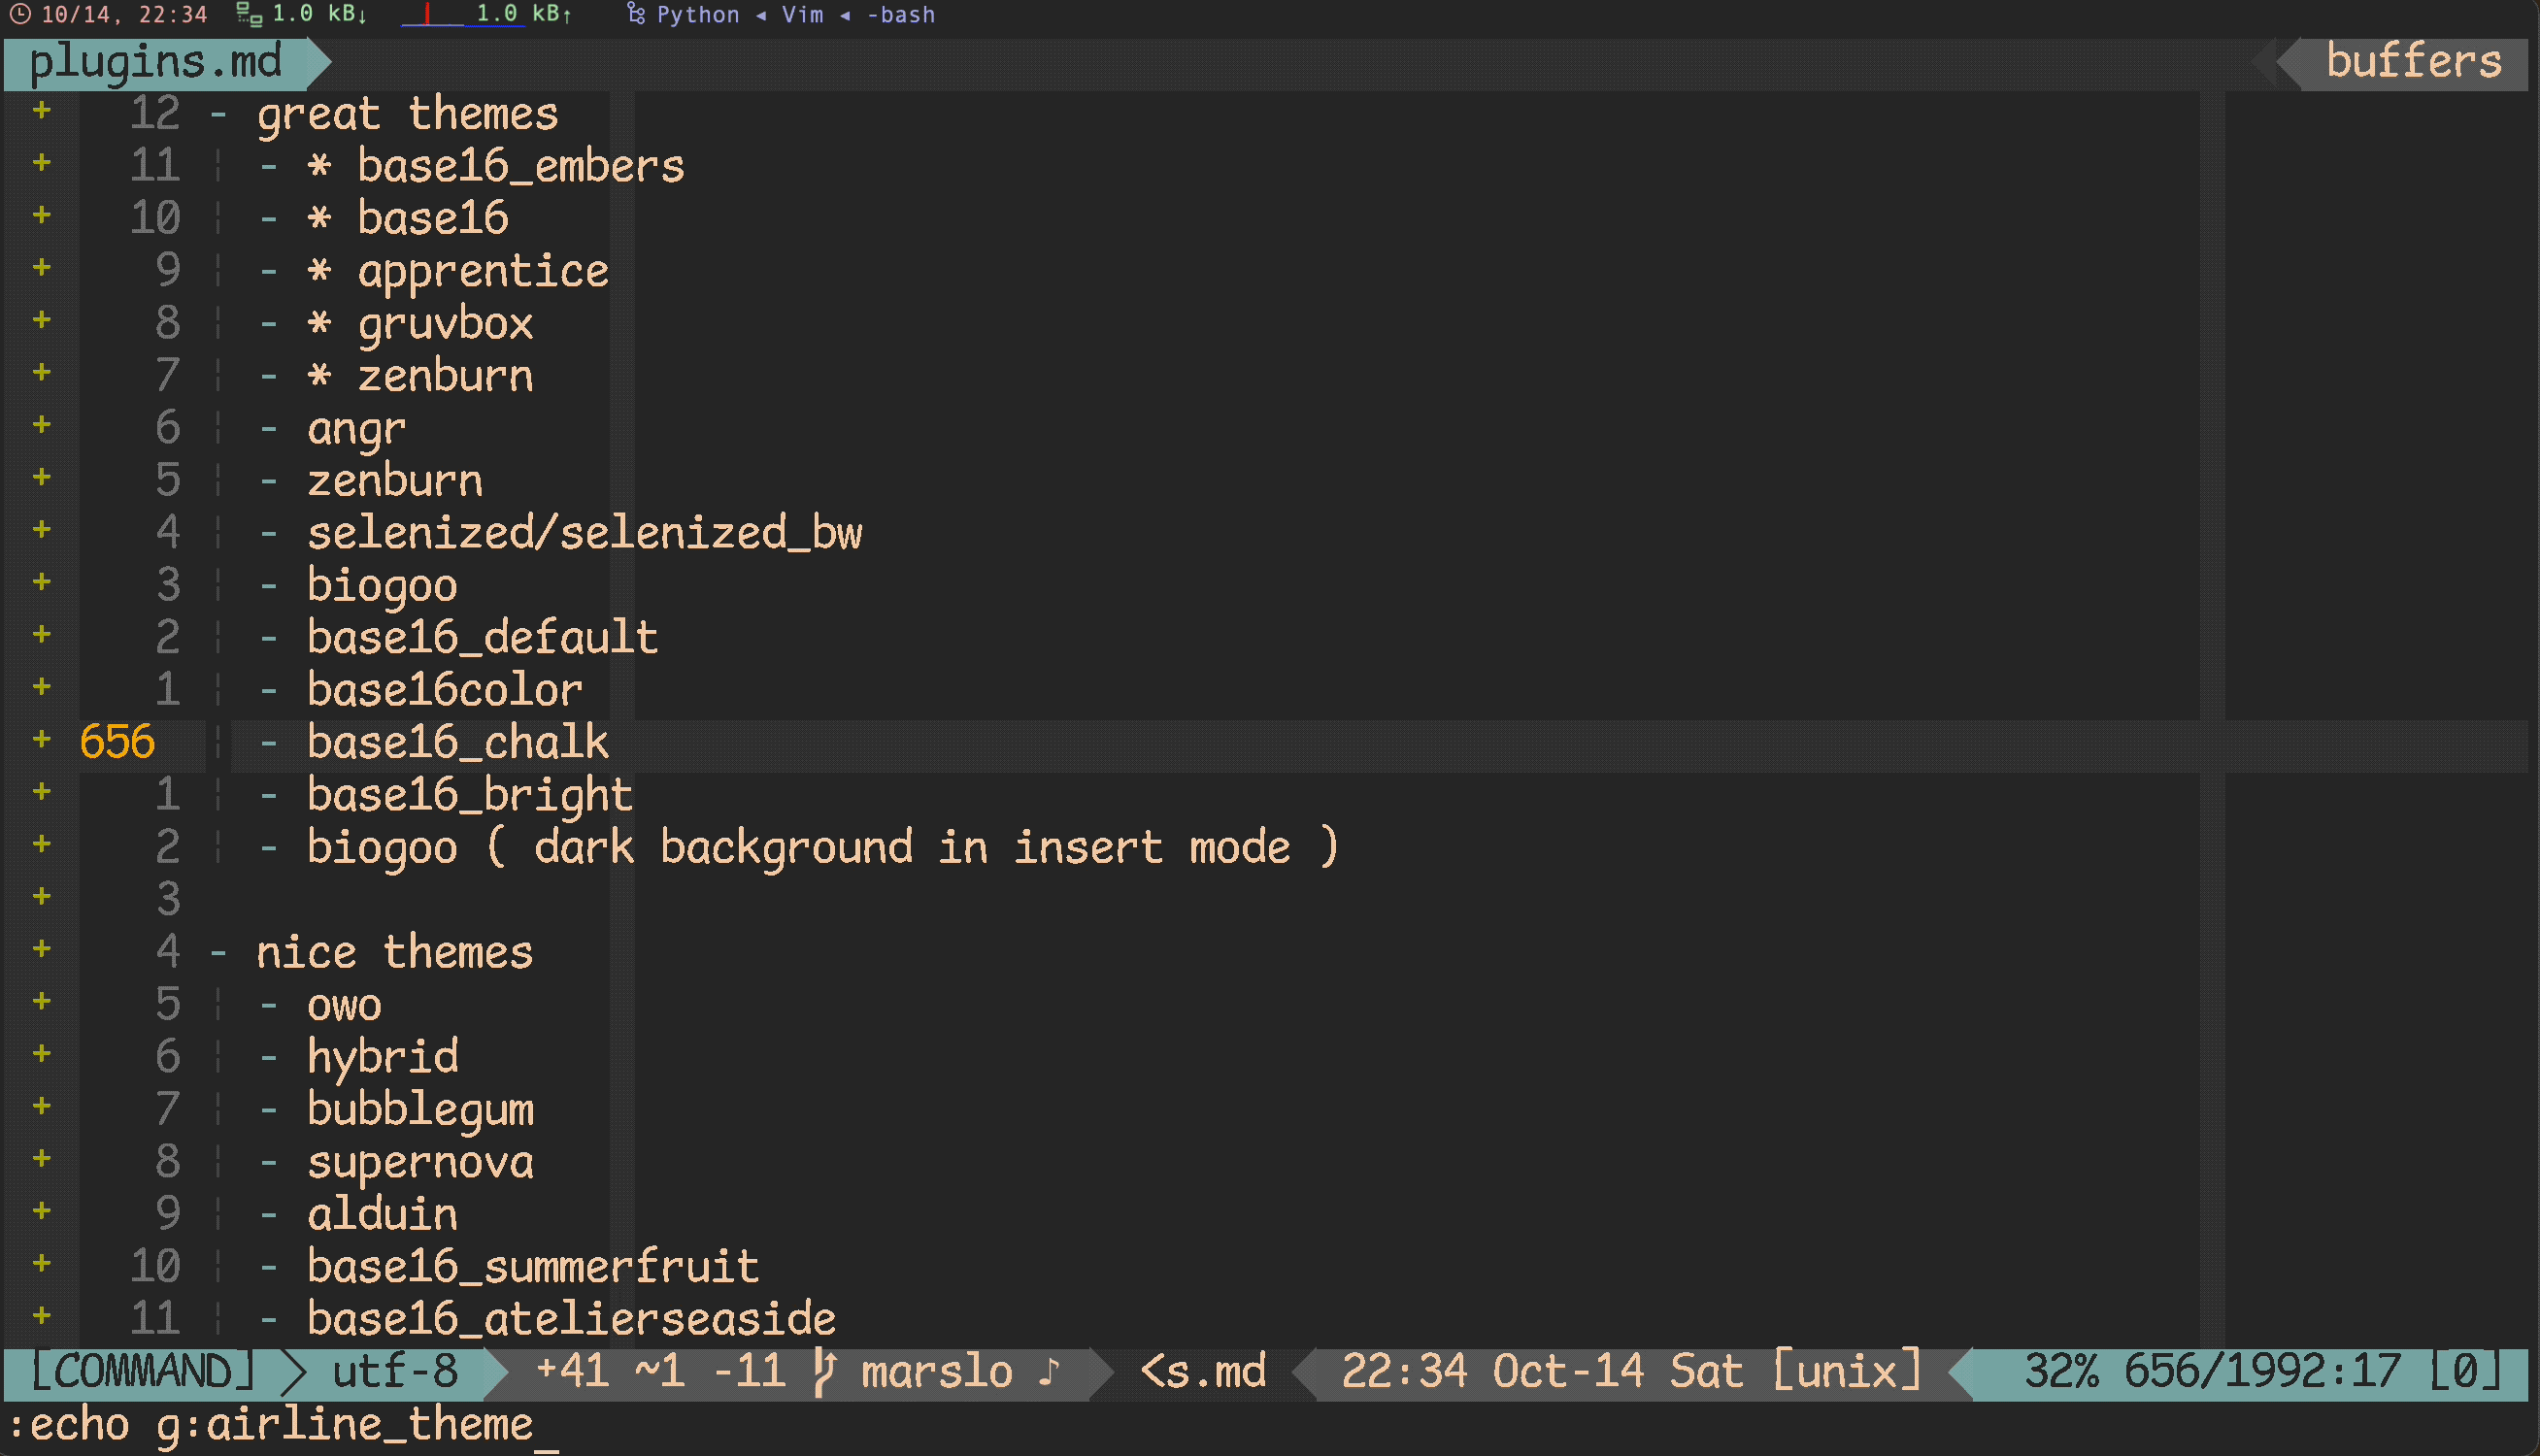 10/14, 22:34 1.0 kB↓ 1.0 kB↑ Python ◂ Vim ◂ -bash
plugins.md buffers
+ 12 - great themes
+ 11 ¦ - * base16_embers
+ 10 ¦ - * base16
+ 9 ¦ - * apprentice
+ 8 ¦ - * gruvbox
+ 7 ¦ - * zenburn
+ 6 ¦ - angr
+ 5 ¦ - zenburn
+ 4 ¦ - selenized/selenized_bw
+ 3 ¦ - biogoo
+ 2 ¦ - base16_default
+ 1 ¦ - base16color
+ 656 ¦ - base16_chalk
+ 1 ¦ - base16_bright
+ 2 ¦ - biogoo ( dark background in insert mode )
+ 3
+ 4 - nice themes
+ 5 ¦ - owo
+ 6 ¦ - hybrid
+ 7 ¦ - bubblegum
+ 8 ¦ - supernova
+ 9 ¦ - alduin
+ 10 ¦ - base16_summerfruit
+ 11 ¦ - base16_atelierseaside
[COMMAND] utf-8 +41 ~1 -11 marslo ♪ <s.md 22:34 Oct-14 Sat [unix] 32% 656/1992:17 [0]
:echo g:airline_theme_